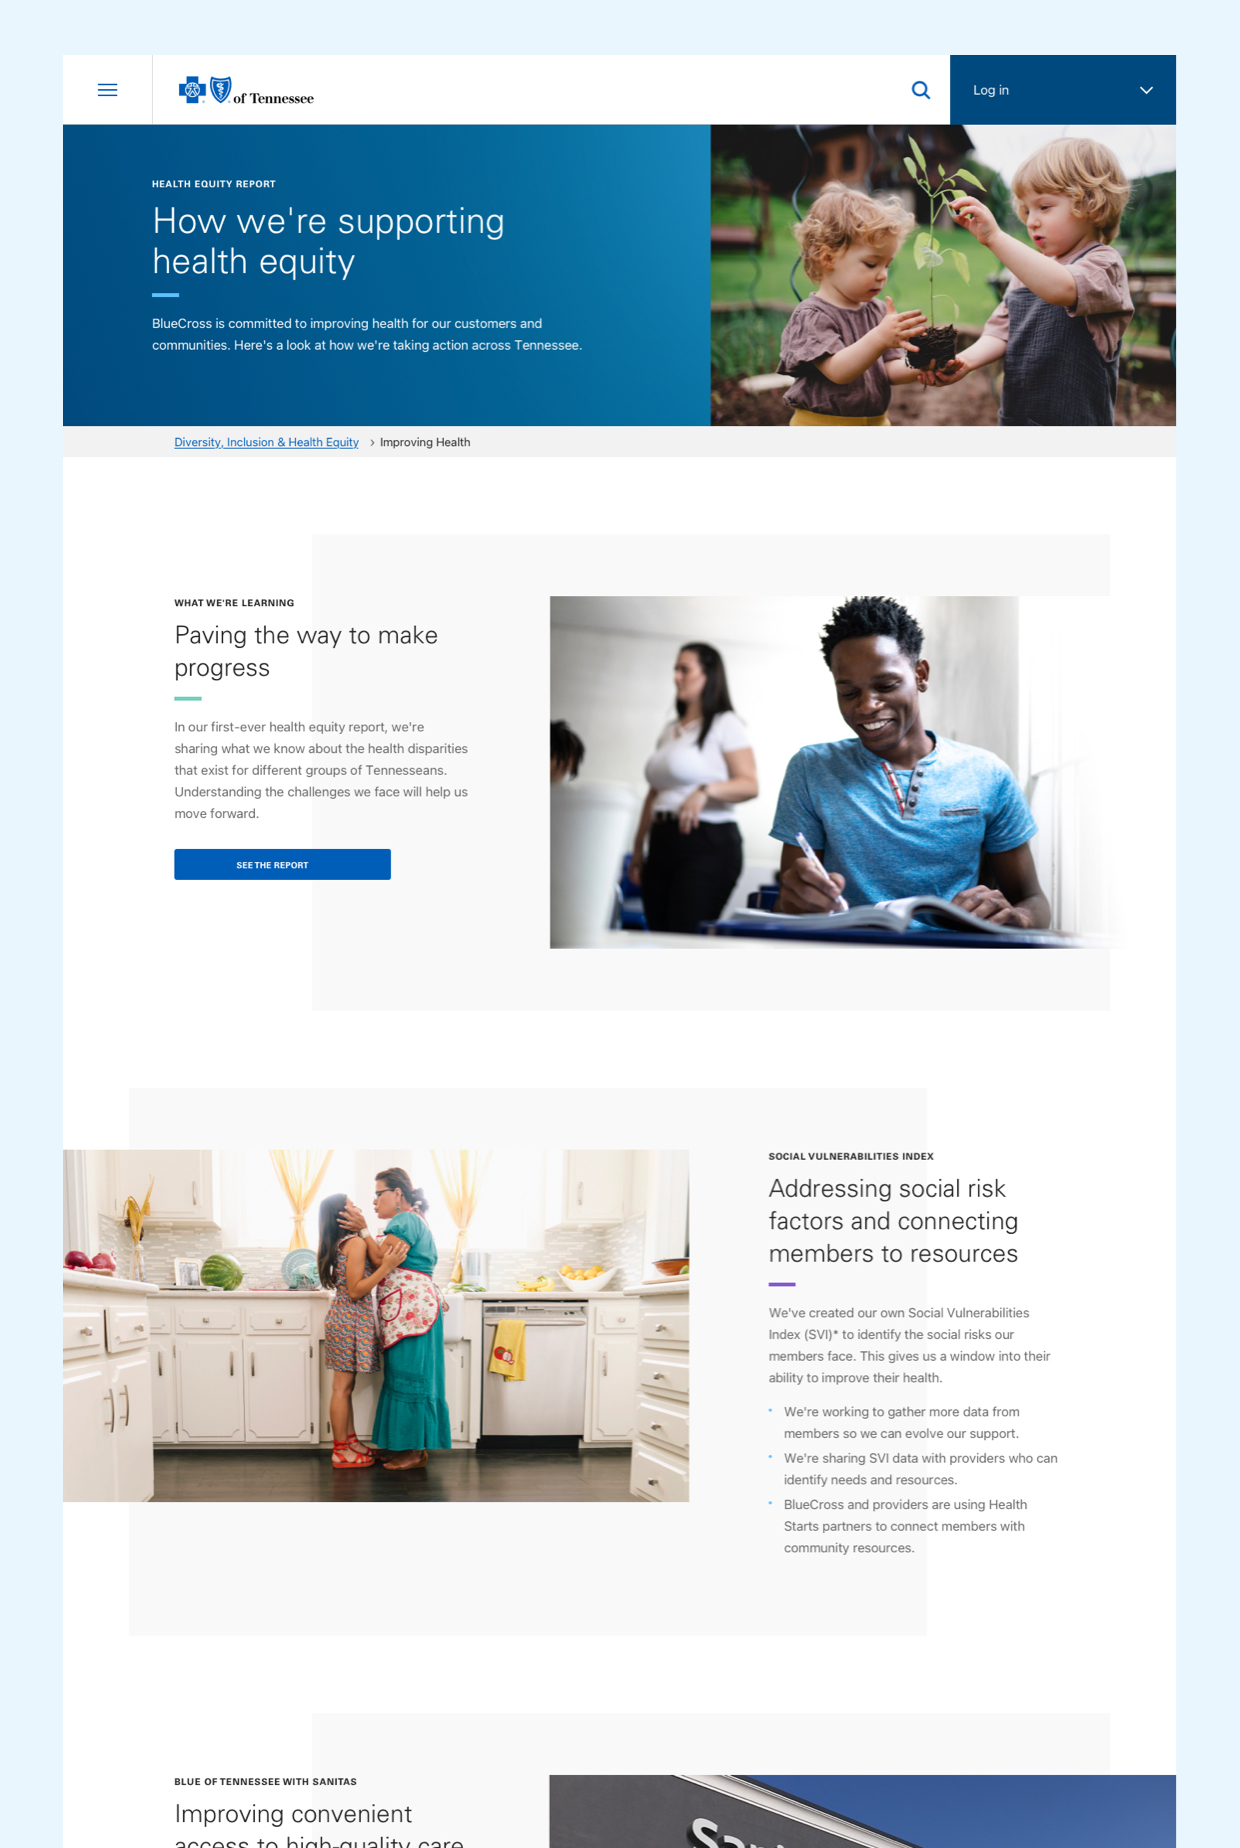 of Tennessee
Log in
HEALTH EQUITY REPORT
How we're supporting
health equity
BlueCross is committed to improving health for our customers and
communities. Here's a look at how we're taking action across Tennessee.
Diversity, Inclusion & Health Equity › Improving Health
WHAT WE'RE LEARNING
Paving the way to make
progress
In our first-ever health equity report, we're
sharing what we know about the health disparities
that exist for different groups of Tennesseans.
Understanding the challenges we face will help us
move forward.
SEE THE REPORT
SOCIAL VULNERABILITIES INDEX
Addressing social risk
factors and connecting
members to resources
We've created our own Social Vulnerabilities
Index (SVI)* to identify the social risks our
members face. This gives us a window into their
ability to improve their health.
• We're working to gather more data from
members so we can evolve our support.
• We're sharing SVI data with providers who can
identify needs and resources.
• BlueCross and providers are using Health
Starts partners to connect members with
community resources.
BLUE OF TENNESSEE WITH SANITAS
Improving convenient
access to high-quality care